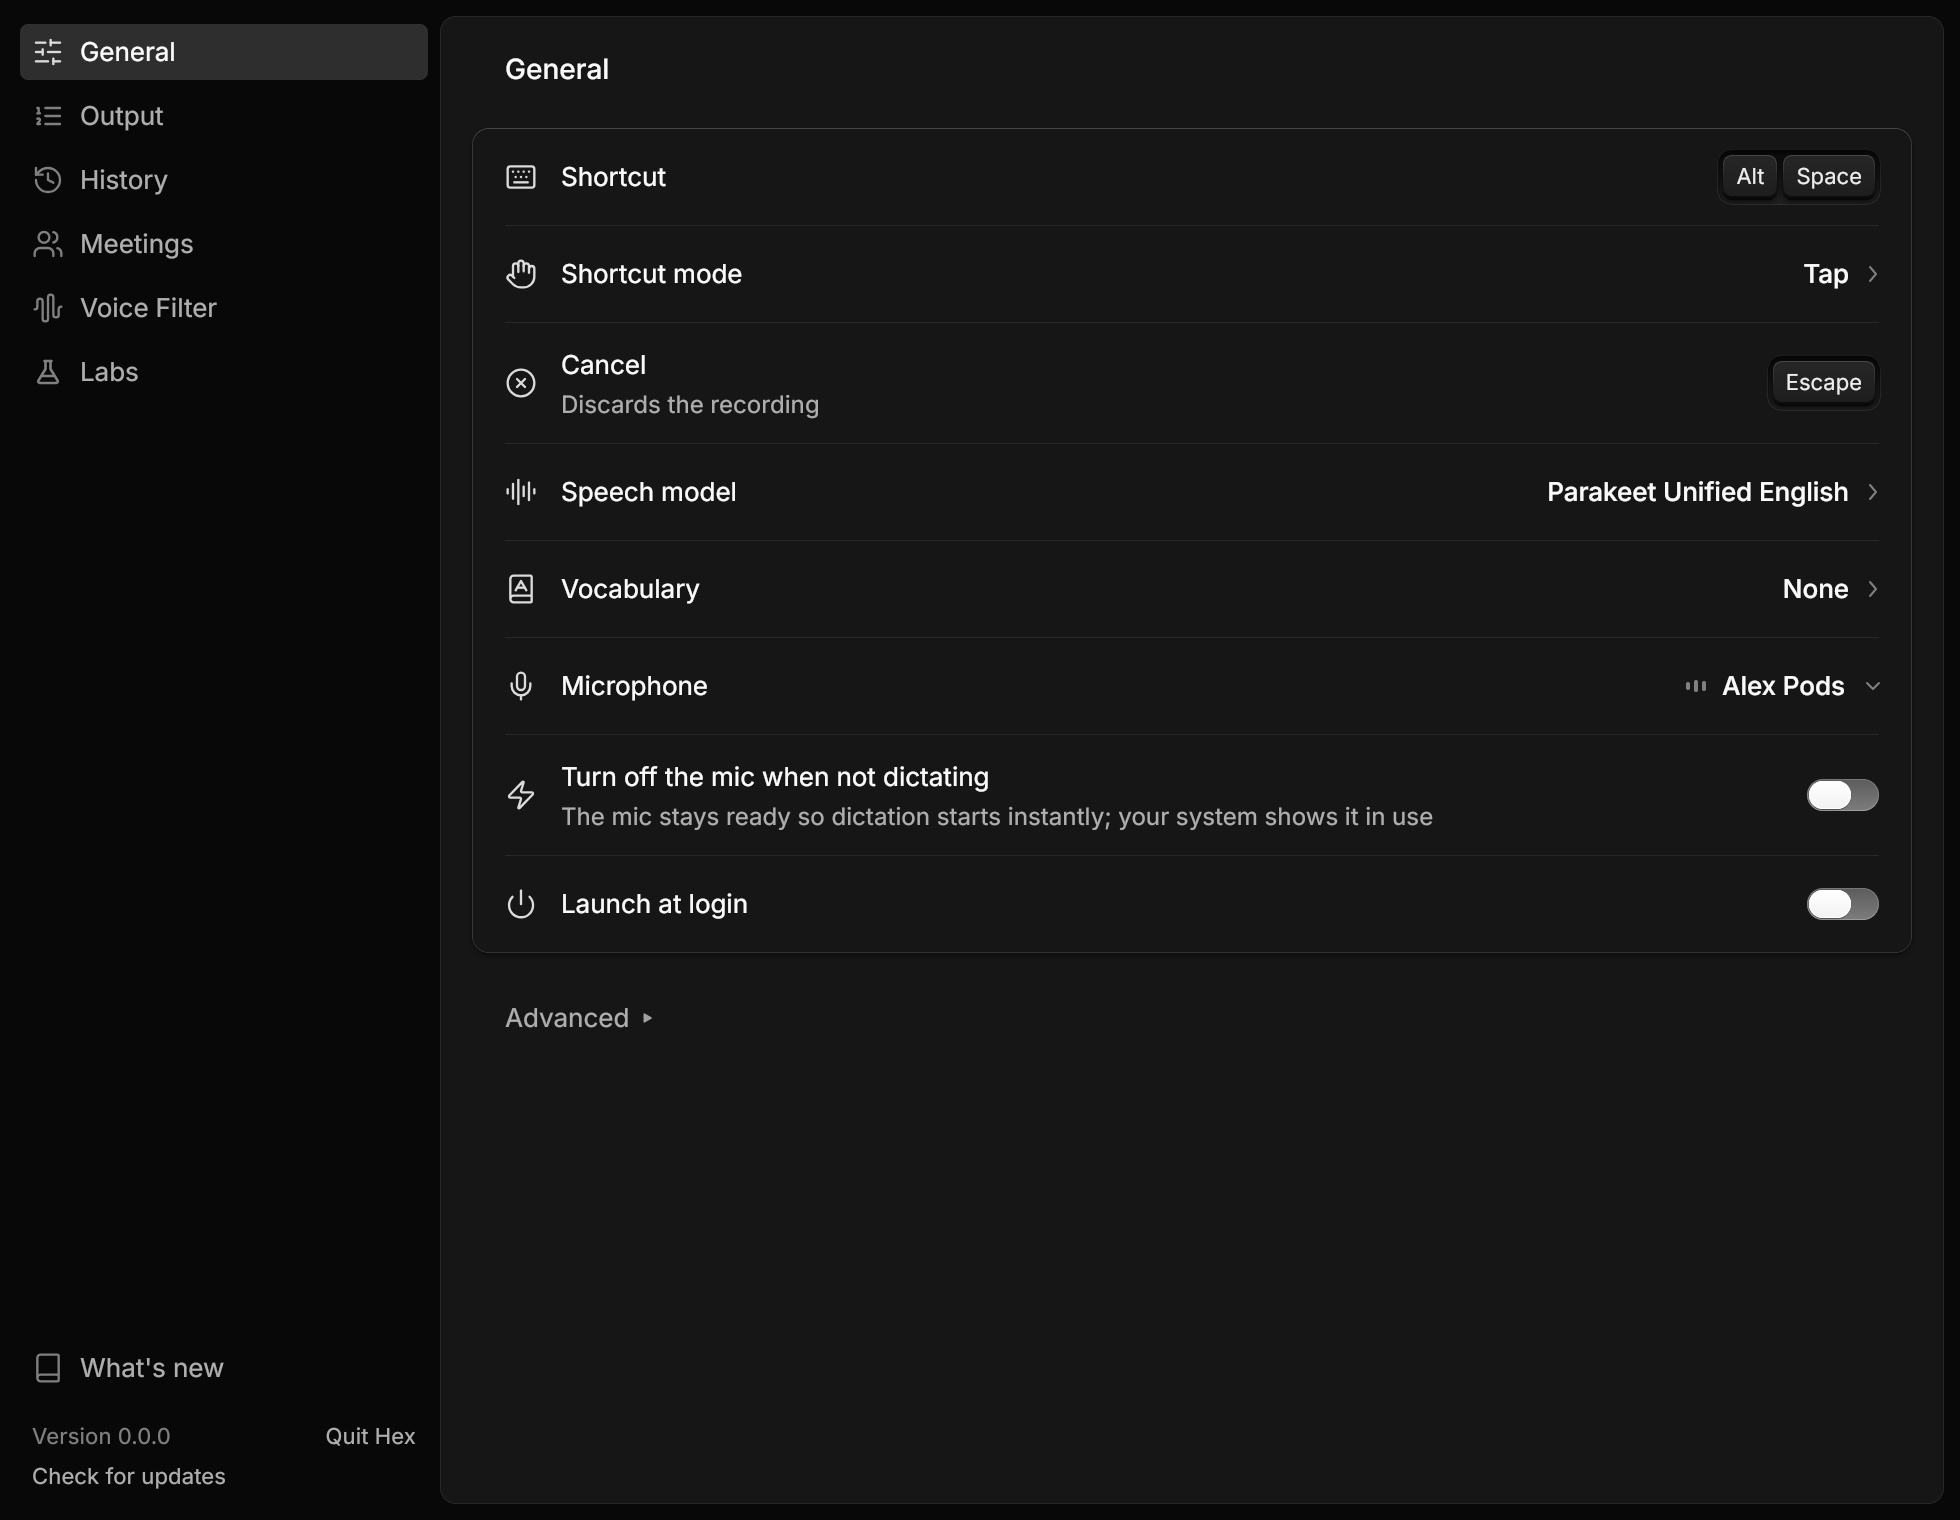 General
Output
History
Meetings
Voice Filter
Labs
What's new
Version 0.0.0
Quit Hex
Check for updates
General
Shortcut
Alt Space
Shortcut mode
Tap
Cancel
Discards the recording
Escape
Speech model
Parakeet Unified English
Vocabulary
None
Microphone
Alex Pods
Turn off the mic when not dictating
The mic stays ready so dictation starts instantly; your system shows it in use
Launch at login
Advanced